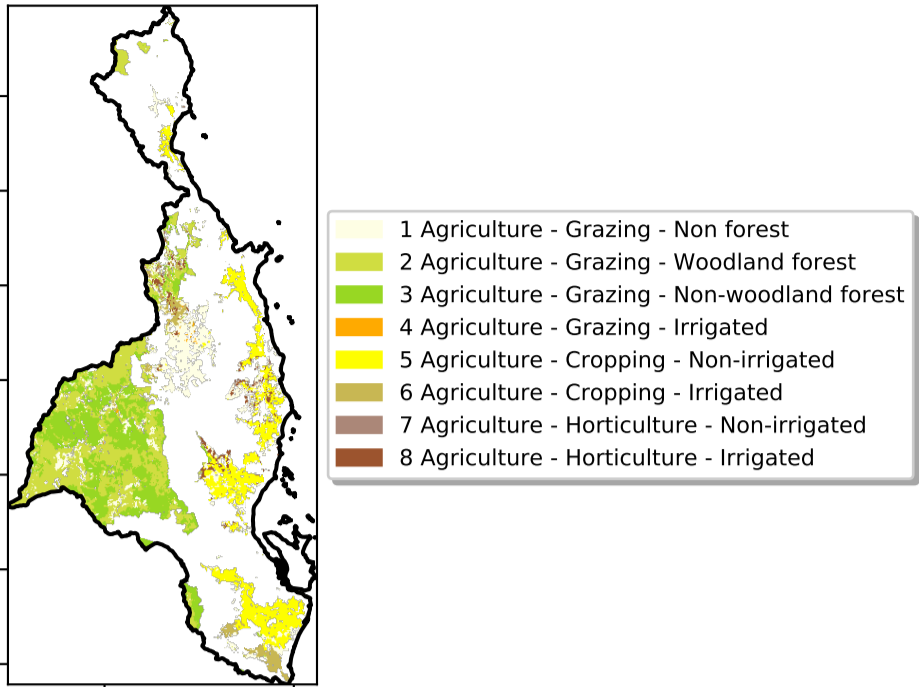 1 Agriculture - Grazing - Non forest
2 Agriculture - Grazing - Woodland forest
3 Agriculture - Grazing - Non-woodland forest
4 Agriculture - Grazing - Irrigated
5 Agriculture - Cropping - Non-irrigated
6 Agriculture - Cropping - Irrigated
7 Agriculture - Horticulture - Non-irrigated
8 Agriculture - Horticulture - Irrigated